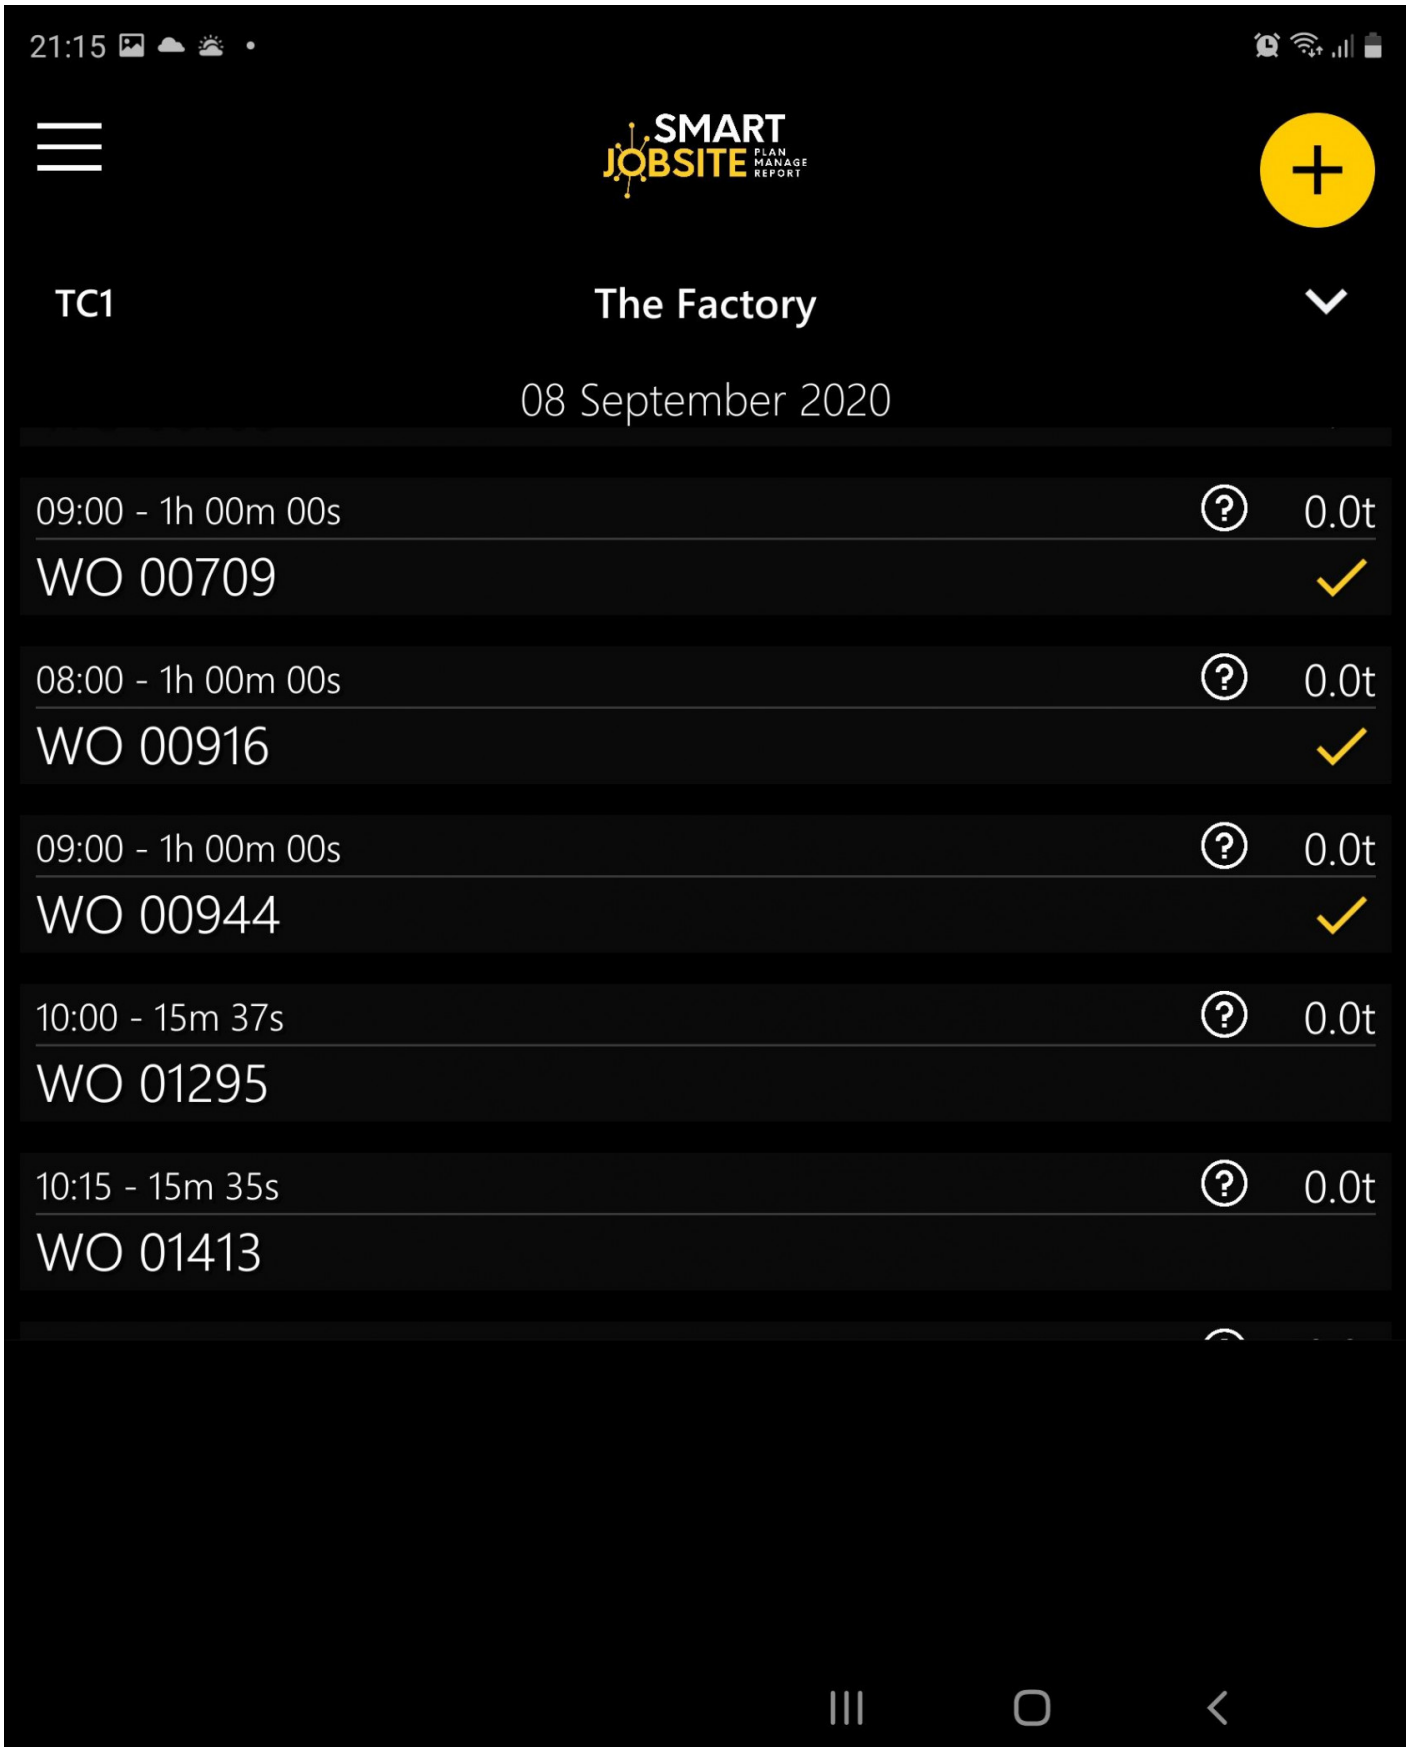 21:15
SMART
JOBSITE
PLAN
MANAGE
REPORT
TC1 The Factory
08 September 2020
09:00 - 1h 00m 00s ? 0.0t
WO 00709
08:00 - 1h 00m 00s ? 0.0t
WO 00916
09:00 - 1h 00m 00s ? 0.0t
WO 00944
10:00 - 15m 37s ? 0.0t
WO 01295
10:15 - 15m 35s ? 0.0t
WO 01413